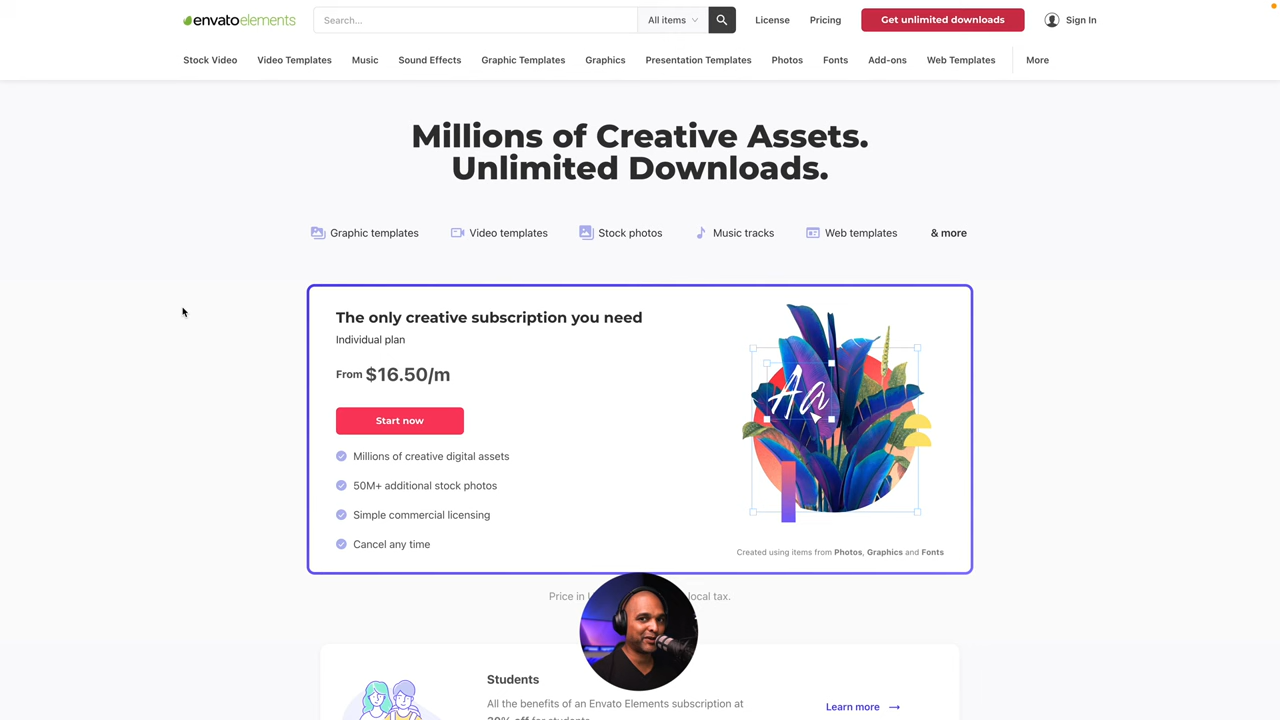 envatoelements
Search...
All items
License
Pricing
Get unlimited downloads
Sign In
Stock Video
Video Templates
Music
Sound Effects
Graphic Templates
Graphics
Presentation Templates
Photos
Fonts
Add-ons
Web Templates
More
Millions of Creative Assets.
Unlimited Downloads.
Graphic templates
Video templates
Stock photos
Music tracks
Web templates
& more
The only creative subscription you need
Individual plan
From $16.50/m
Start now
Millions of creative digital assets
50M+ additional stock photos
Simple commercial licensing
Cancel any time
Aa
Created using items from Photos, Graphics and Fonts
Price in
local tax.
Students
All the benefits of an Envato Elements subscription at
Learn more